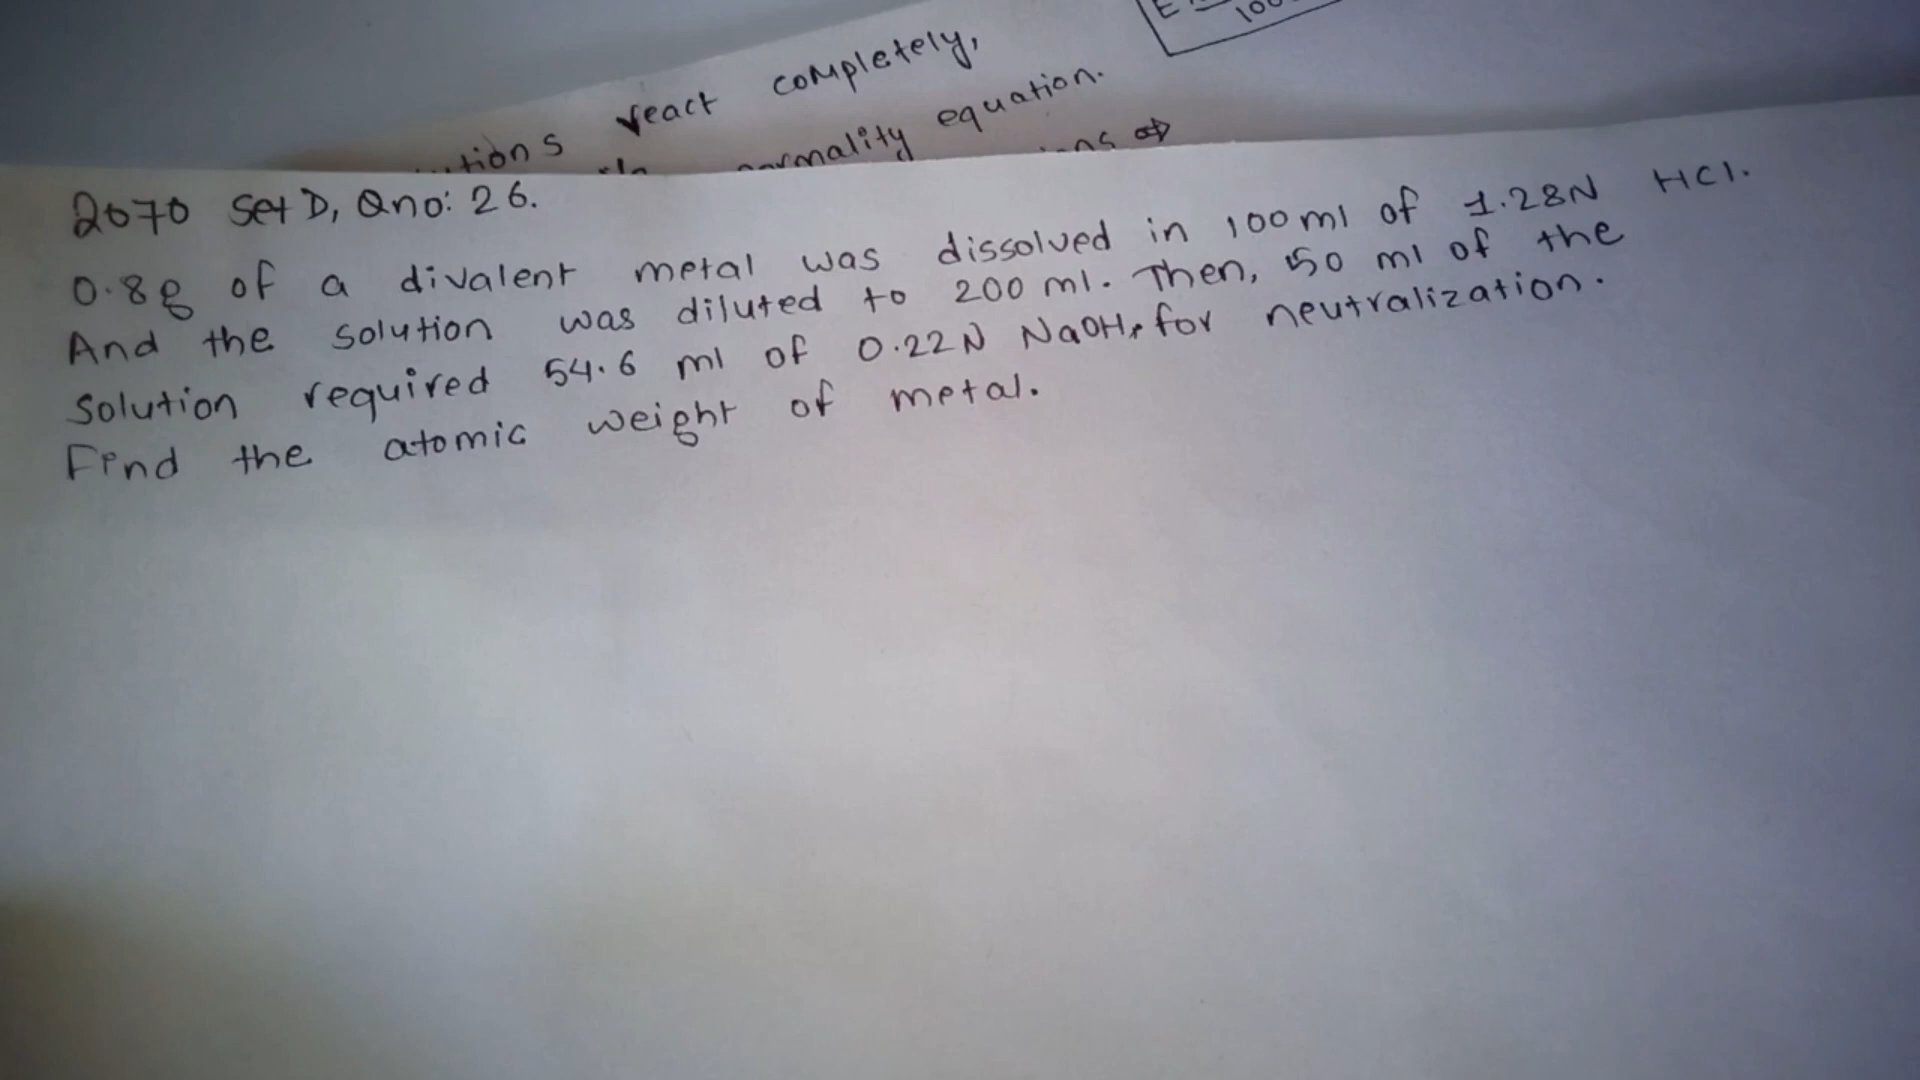 react completely,
normality equation.
2070 Set D, Qno: 26.
0.8g of a divalent metal was dissolved in 100 ml of 1.28N HCl.
And the solution was diluted to 200 ml. Then, 50 ml of the
solution required 54.6 ml of 0.22N NaOH, for neutralization.
Find the atomic weight of metal.